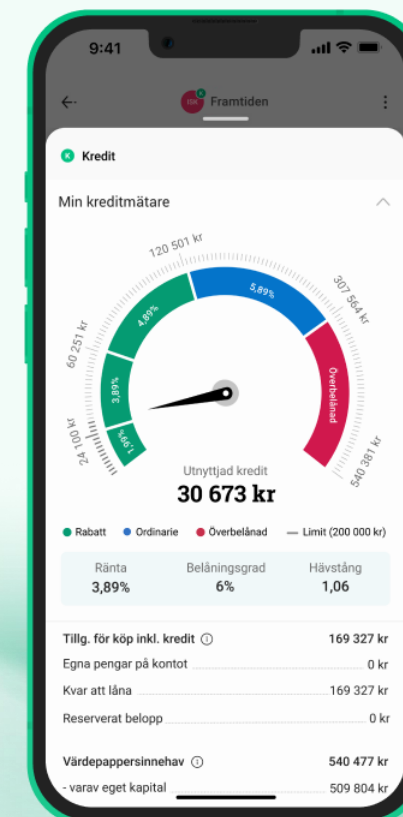 9:41
ISK K Framtiden
K Kredit
Min kreditmätare
120 501 kr
307 564 kr
60 251 kr
24 100 kr
540 381 kr
1,99%
3,89%
4,89%
5,89%
Överbelånad
Utnyttjad kredit
30 673 kr
Rabatt Ordinarie Överbelånad Limit (200 000 kr)
Ränta Belåningsgrad Hävstång
3,89% 6% 1,06
Tillg. för köp inkl. kredit 169 327 kr
Egna pengar på kontot 0 kr
Kvar att låna 169 327 kr
Reserverat belopp 0 kr
Värdepappersinnehav 540 477 kr
- varav eget kapital 509 804 kr